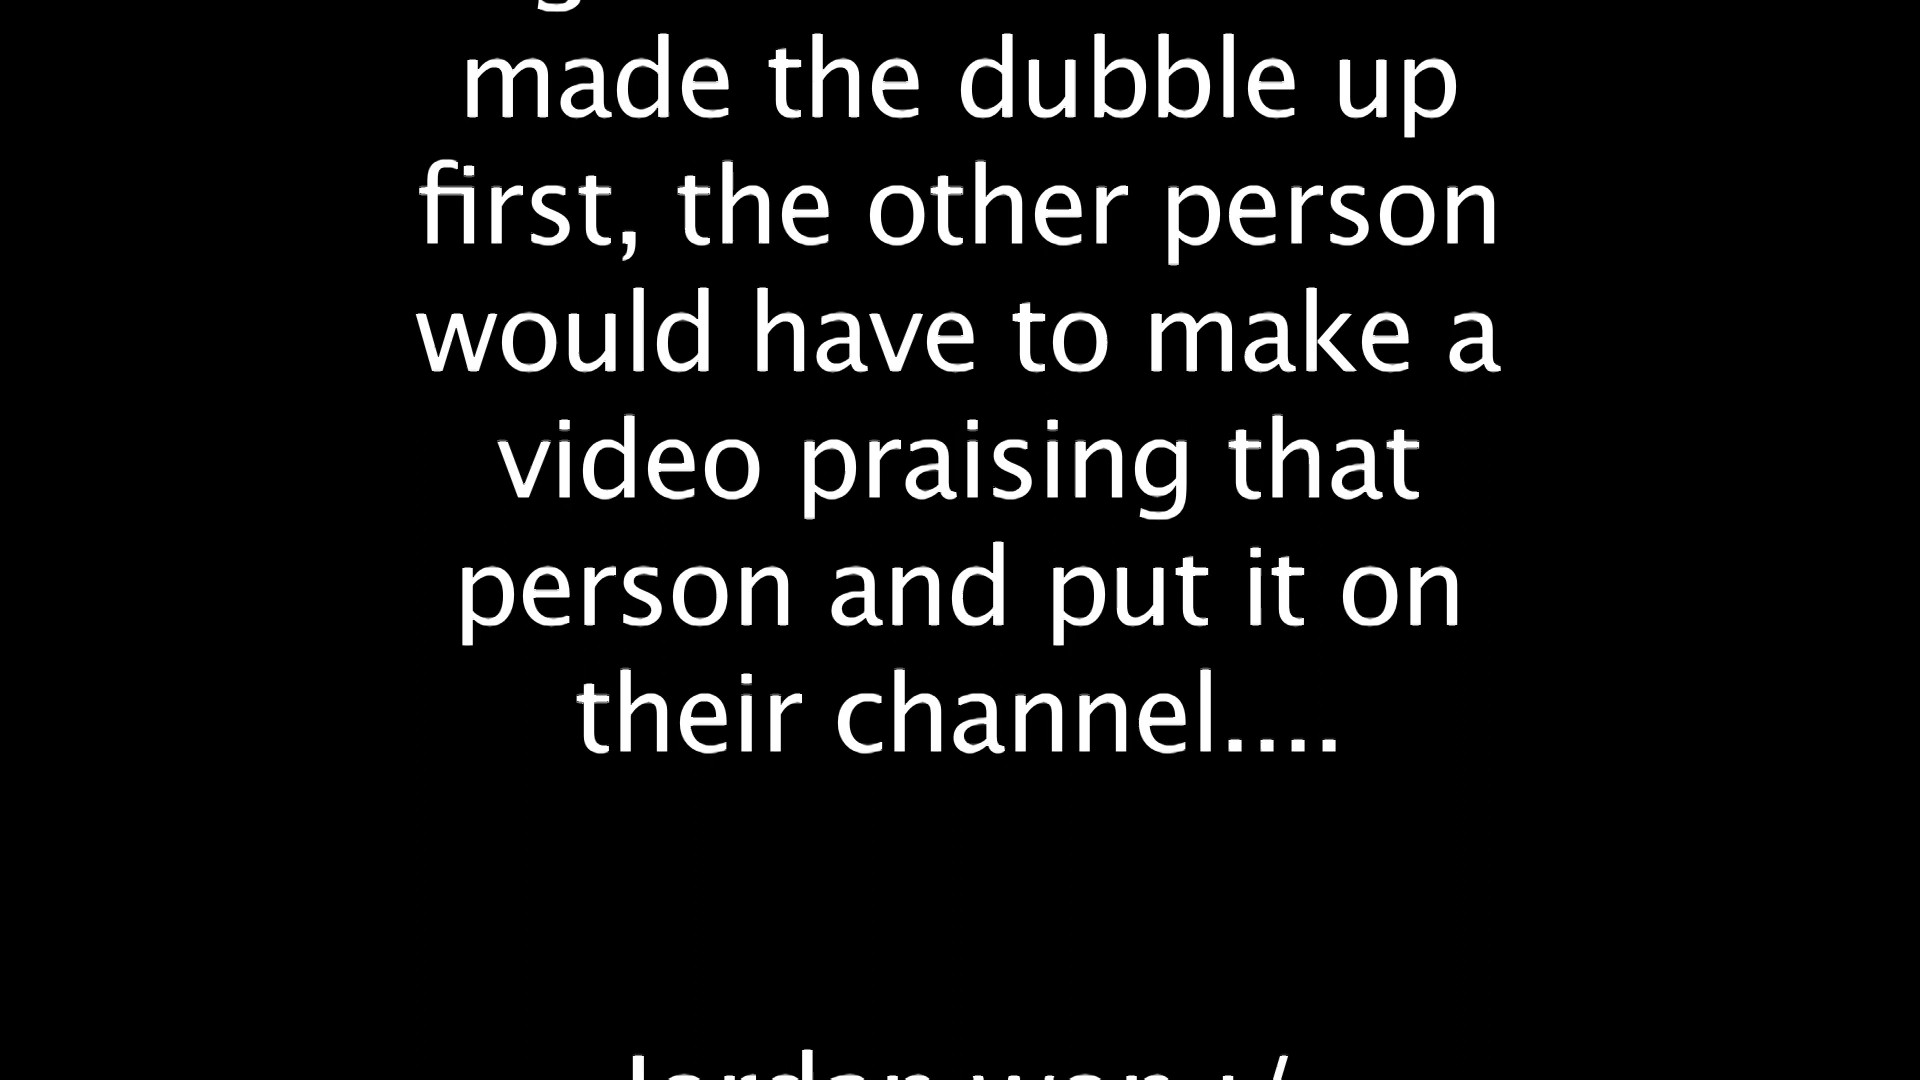 made the dubble up
first, the other person
would have to make a
video praising that
person and put it on
their channel....
Jordan won :/